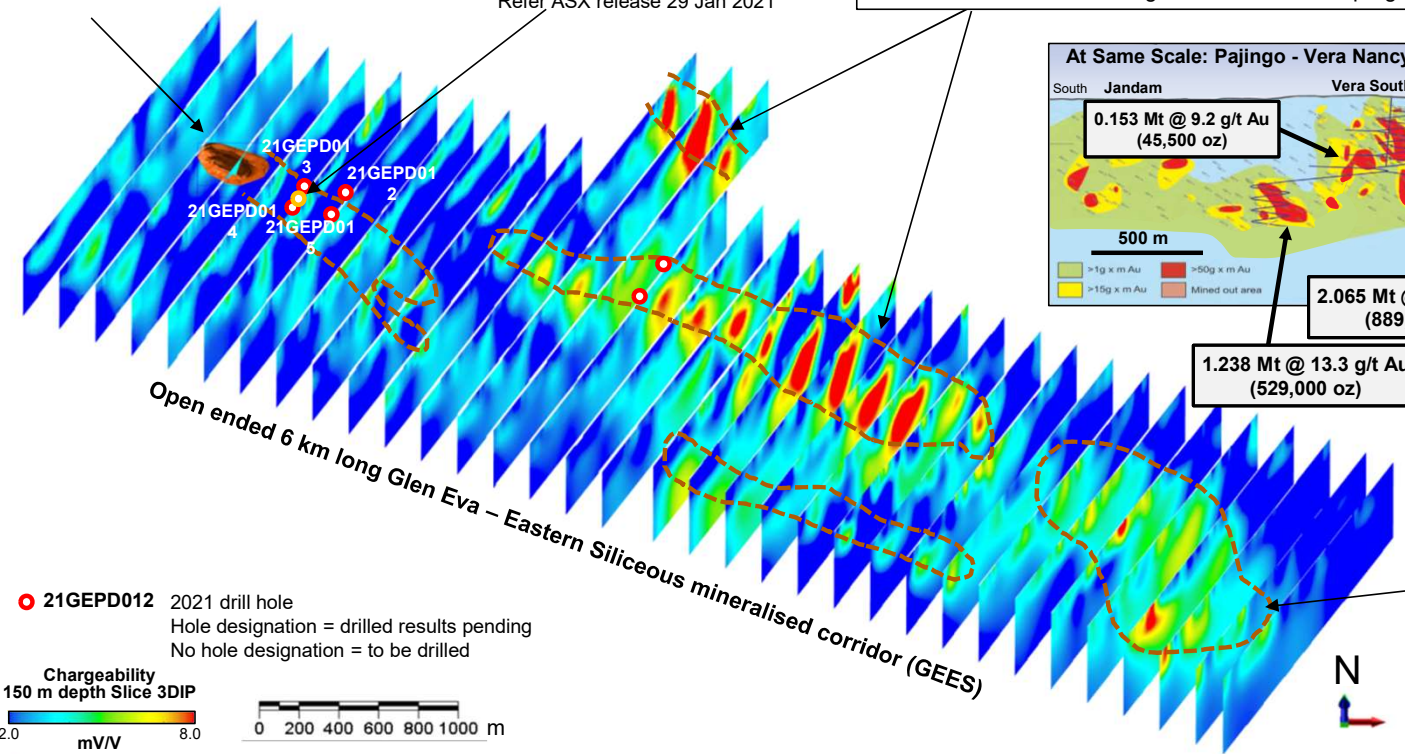 Refer ASX release 29 Jan 2021
At Same Scale: Pajingo - Vera Nancy
South Jandam Vera South
0.153 Mt @ 9.2 g/t Au
(45,500 oz)
500 m
>1g x m Au >50g x m Au
>15g x m Au Mined out area
2.065 Mt @
(889
1.238 Mt @ 13.3 g/t Au
(529,000 oz)
21GEPD01
3
21GEPD01
2
21GEPD01
4
21GEPD01
5
Open ended 6 km long Glen Eva – Eastern Siliceous mineralised corridor (GEES)
21GEPD012 2021 drill hole
Hole designation = drilled results pending
No hole designation = to be drilled
Chargeability
150 m depth Slice 3DIP
2.0 8.0
mV/V
0 200 400 600 800 1000 m
N